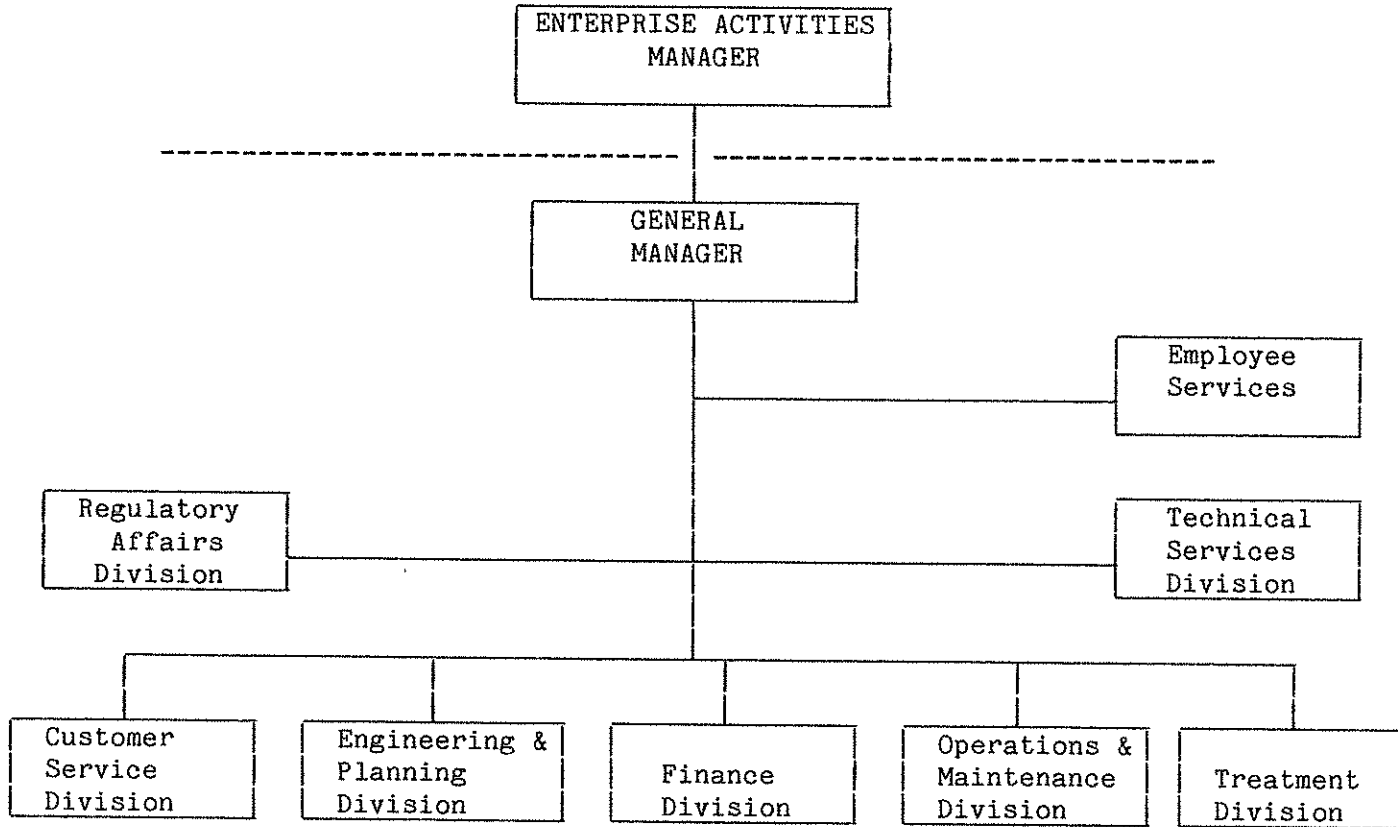 ENTERPRISE ACTIVITIES
MANAGER
GENERAL
MANAGER
Employee
Services
Regulatory
Affairs
Division
Technical
Services
Division
Customer
Service
Division
Engineering &
Planning
Division
Finance
Division
Operations &
Maintenance
Division
Treatment
Division